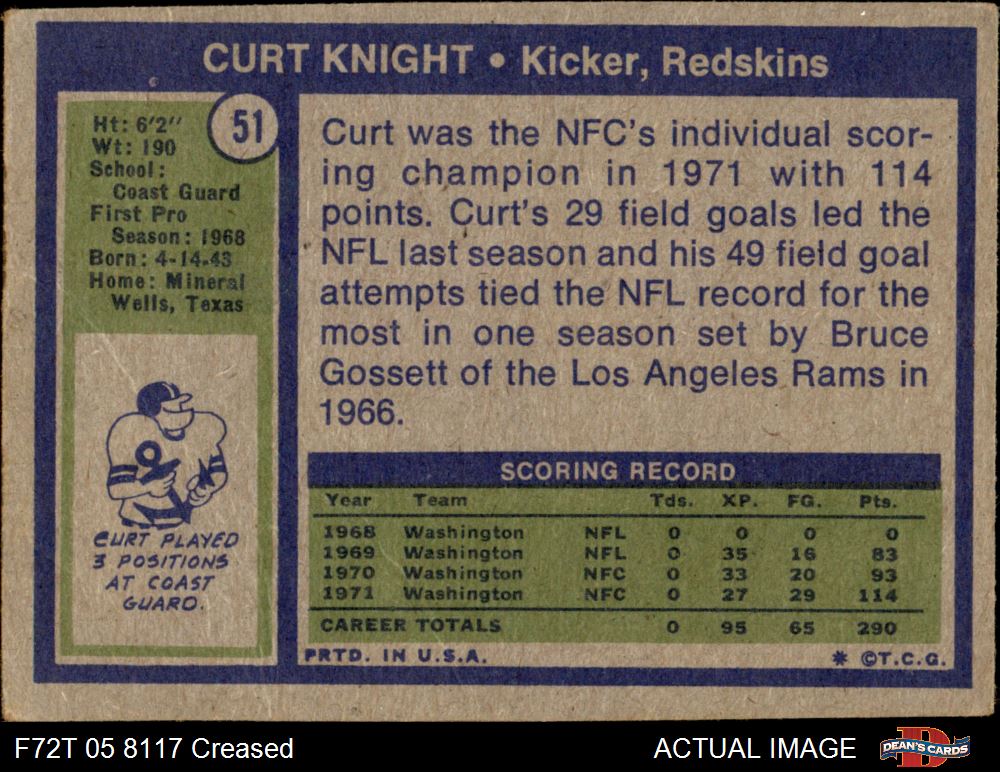 CURT KNIGHT • Kicker, Redskins
51
Ht: 6'2"
Wt: 190
School:
Coast Guard
First Pro
Season: 1968
Born: 4-14-43
Home: Mineral
Wells, Texas
CURT PLAYED
3 POSITIONS
AT COAST
GUARD.
Curt was the NFC's individual scor-
ing champion in 1971 with 114
points. Curt's 29 field goals led the
NFL last season and his 49 field goal
attempts tied the NFL record for the
most in one season set by Bruce
Gossett of the Los Angeles Rams in
1966.
SCORING RECORD
Year Team Tds. XP. FG. Pts.
1968 Washington NFL 0 0 0 0
1969 Washington NFL 0 35 16 83
1970 Washington NFC 0 33 20 93
1971 Washington NFC 0 27 29 114
CAREER TOTALS 0 95 65 290
PRTD. IN U.S.A. * ©T.C.G.
F72T 05 8117 Creased ACTUAL IMAGE
D
DEAN'S CARDS